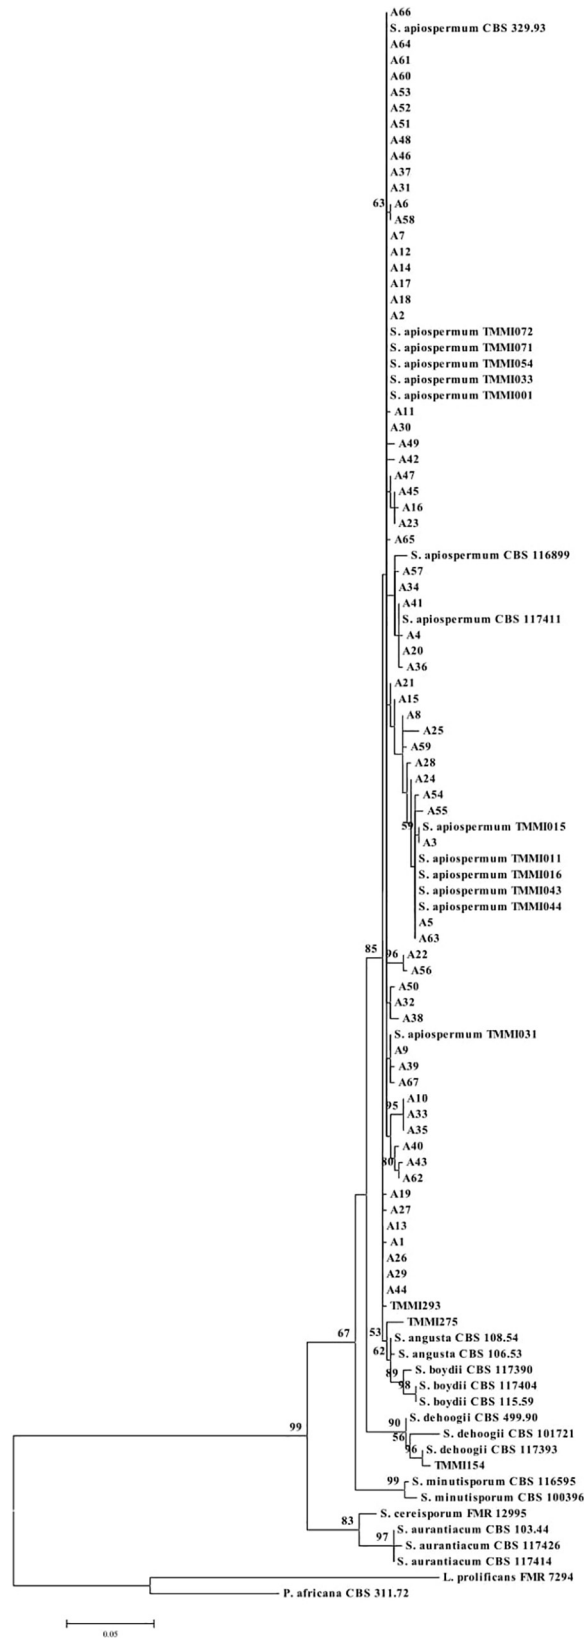 A66
S. apiospermum CBS 329.93
A64
A61
A60
A53
A52
A51
A48
A46
A37
A31
63 A6
A58
A7
A12
A14
A17
A18
A2
S. apiospermum TMMI072
S. apiospermum TMMI071
S. apiospermum TMMI054
S. apiospermum TMMI033
S. apiospermum TMMI001
A11
A30
A49
A42
A47
A45
A16
A23
A65
S. apiospermum CBS 116899
A57
A34
A41
S. apiospermum CBS 117411
A4
A20
A36
A21
A15
A8
A25
A59
A28
A24
A54
A55
59 S. apiospermum TMMI015
A3
S. apiospermum TMMI011
S. apiospermum TMMI016
S. apiospermum TMMI043
S. apiospermum TMMI044
A5
A63
85 96 A22
A56
A50
A32
A38
S. apiospermum TMMI031
A9
A39
A67
95 A10
A33
A35
A40
80 A43
A62
A19
A27
A13
A1
A26
A29
A44
TMMI293
TMMI275
53 S. angusta CBS 108.54
67 62 S. angusta CBS 106.53
89 S. boydii CBS 117390
98 S. boydii CBS 117404
S. boydii CBS 115.59
90 S. dehoogii CBS 499.90
99 56 S. dehoogii CBS 101721
96 S. dehoogii CBS 117393
TMMI154
99 S. minutisporum CBS 116595
S. minutisporum CBS 100396
83 S. cereisporum FMR 12995
97 S. aurantiacum CBS 103.44
S. aurantiacum CBS 117426
S. aurantiacum CBS 117414
L. prolificans FMR 7294
P. africana CBS 311.72
0.05